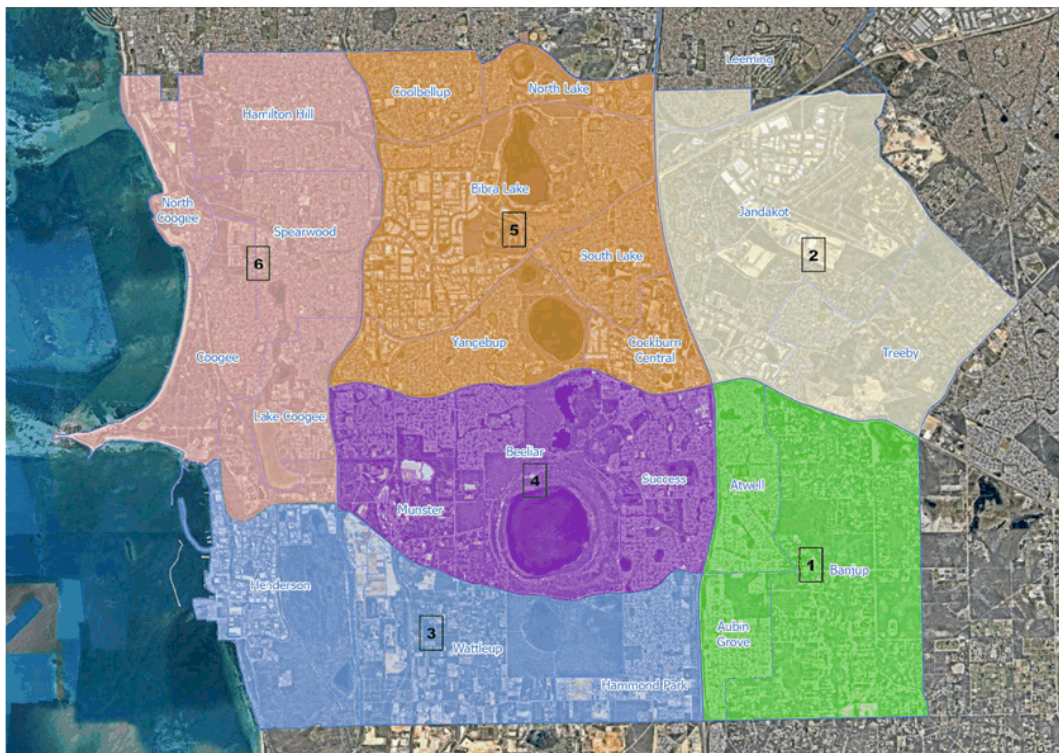 Leeming
Coolbellup
North Lake
Hamilton Hill
Bibra Lake
North
Coogee
Spearwood
Jandakot
5
6
2
South Lake
Yangebup
Cockburn
Central
Coogee
Treeby
Lake Coogee
Beeliar
4
Success
Atwell
Munster
1
Banjup
Henderson
3
Wattleup
Aubin
Grove
Hammond Park